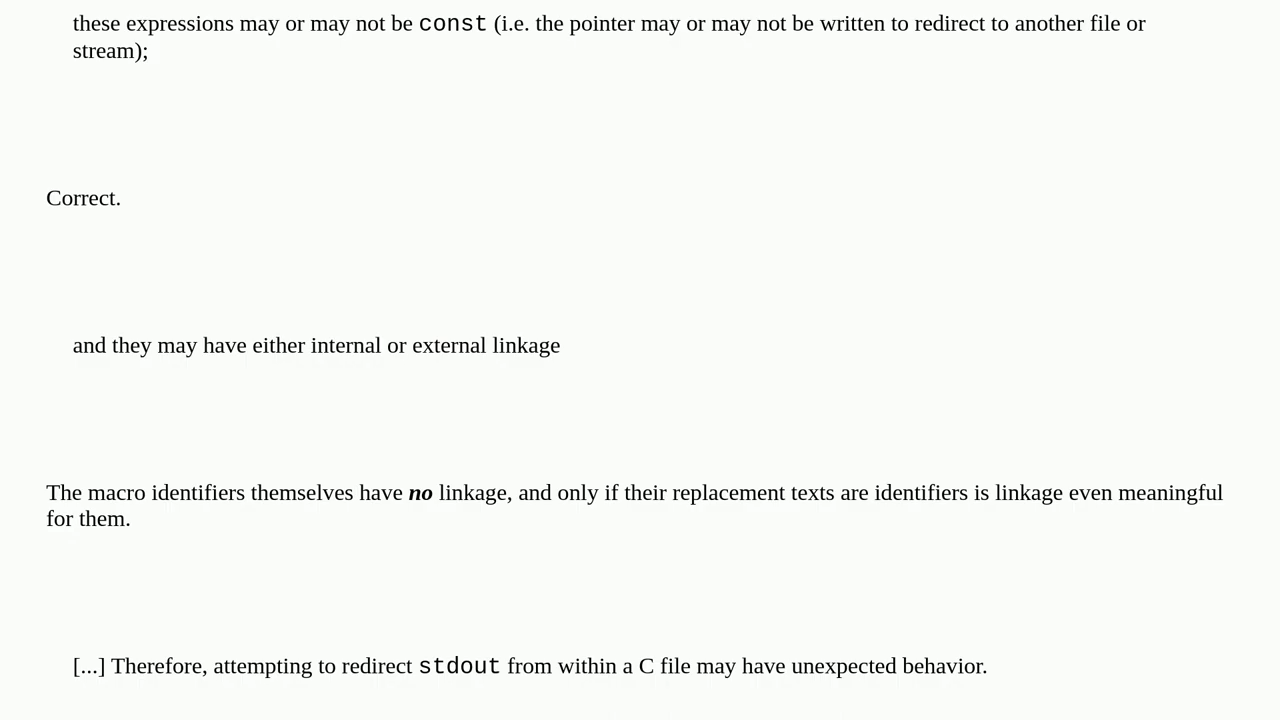 these expressions may or may not be const (i.e. the pointer may or may not be written to redirect to another file or
stream);
Correct.
and they may have either internal or external linkage
The macro identifiers themselves have no linkage, and only if their replacement texts are identifiers is linkage even meaningful
for them.
[...] Therefore, attempting to redirect stdout from within a C file may have unexpected behavior.